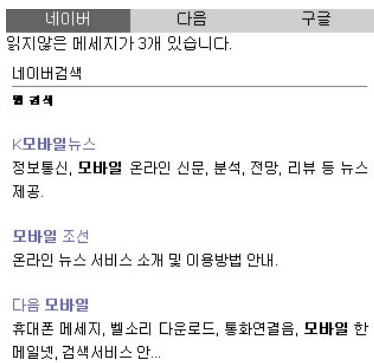 네이버 다음 구글
읽지않은 메세지가 3개 있습니다.
네이버검색
웹 검색
K모바일뉴스
정보통신, 모바일 온라인 신문, 분석, 전망, 리뷰 등 뉴스
제공.
모바일 조선
온라인 뉴스 서비스 소개 및 이용방법 안내.
다음 모바일
휴대폰 메세지, 벨소리 다운로드, 통화연결음, 모바일 한
메일넷, 검색서비스 안...